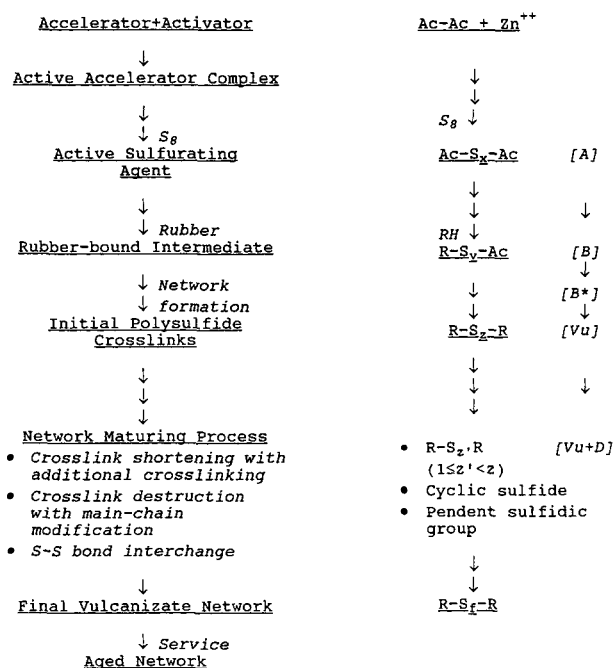 Accelerator+Activator Ac-Ac + Zn++
↓
Active Accelerator Complex ↓
↓ ↓
↓ S8 S8 ↓
Active Sulfurating Ac-Sx-Ac [A]
Agent
↓ ↓
↓ ↓ ↓
↓ Rubber RH ↓
Rubber-bound Intermediate R-Sy-Ac [B]
↓
↓ Network ↓ [B*]
↓ formation ↓ ↓
Initial Polysulfide R-Sz-R [Vu]
Crosslinks
↓ ↓
↓ ↓ ↓
↓ ↓
Network Maturing Process • R-Sz'R [Vu+D]
• Crosslink shortening with (1≤z'<z)
additional crosslinking • Cyclic sulfide
• Crosslink destruction • Pendent sulfidic
with main-chain group
modification
• S-S bond interchange
↓ ↓
↓
Final Vulcanizate Network R-Sf-R
↓ Service
Aged Network